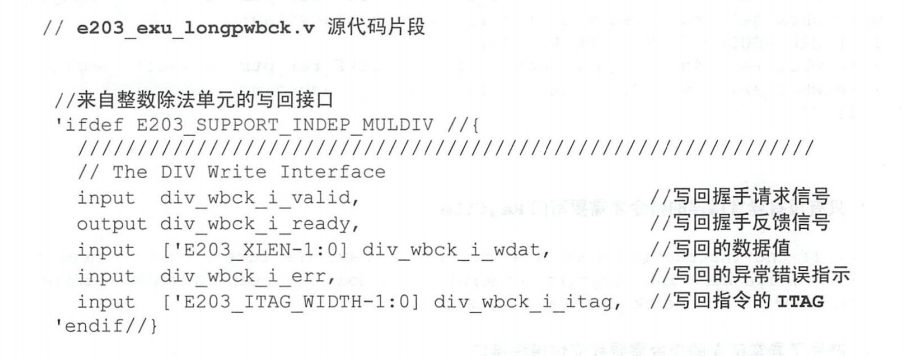 // e203_exu_longpwbck.v 源代码片段
//来自整数除法单元的写回接口
'ifdef E203_SUPPORT_INDEP_MULDIV //{
//////////////////////////////////////////////////////////////
// The DIV Write Interface
input div_wbck_i_valid, //写回握手请求信号
output div_wbck_i_ready, //写回握手反馈信号
input ['E203_XLEN-1:0] div_wbck_i_wdat, //写回的数据值
input div_wbck_i_err, //写回的异常错误指示
input ['E203_ITAG_WIDTH-1:0] div_wbck_i_itag, //写回指令的 ITAG
'endif//}